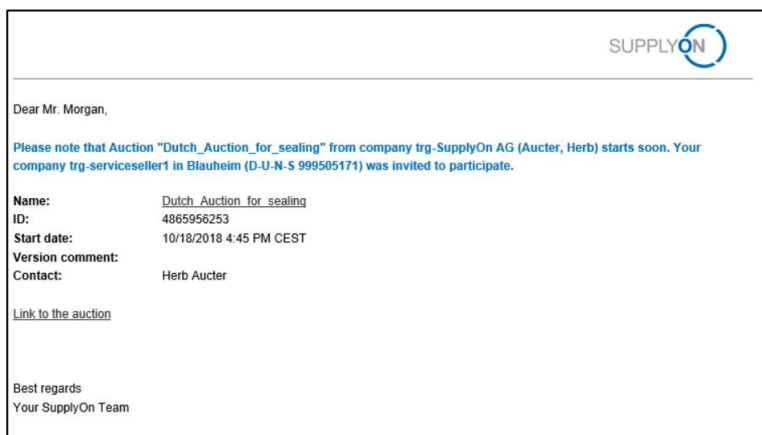 SUPPLYON
Dear Mr. Morgan,
Please note that Auction "Dutch_Auction_for_sealing" from company trg-SupplyOn AG (Aucter, Herb) starts soon. Your
company trg-serviceseller1 in Blauheim (D-U-N-S 999505171) was invited to participate.
Name: Dutch_Auction_for_sealing
ID: 4865956253
Start date: 10/18/2018 4:45 PM CEST
Version comment:
Contact: Herb Aucter
Link to the auction
Best regards
Your SupplyOn Team